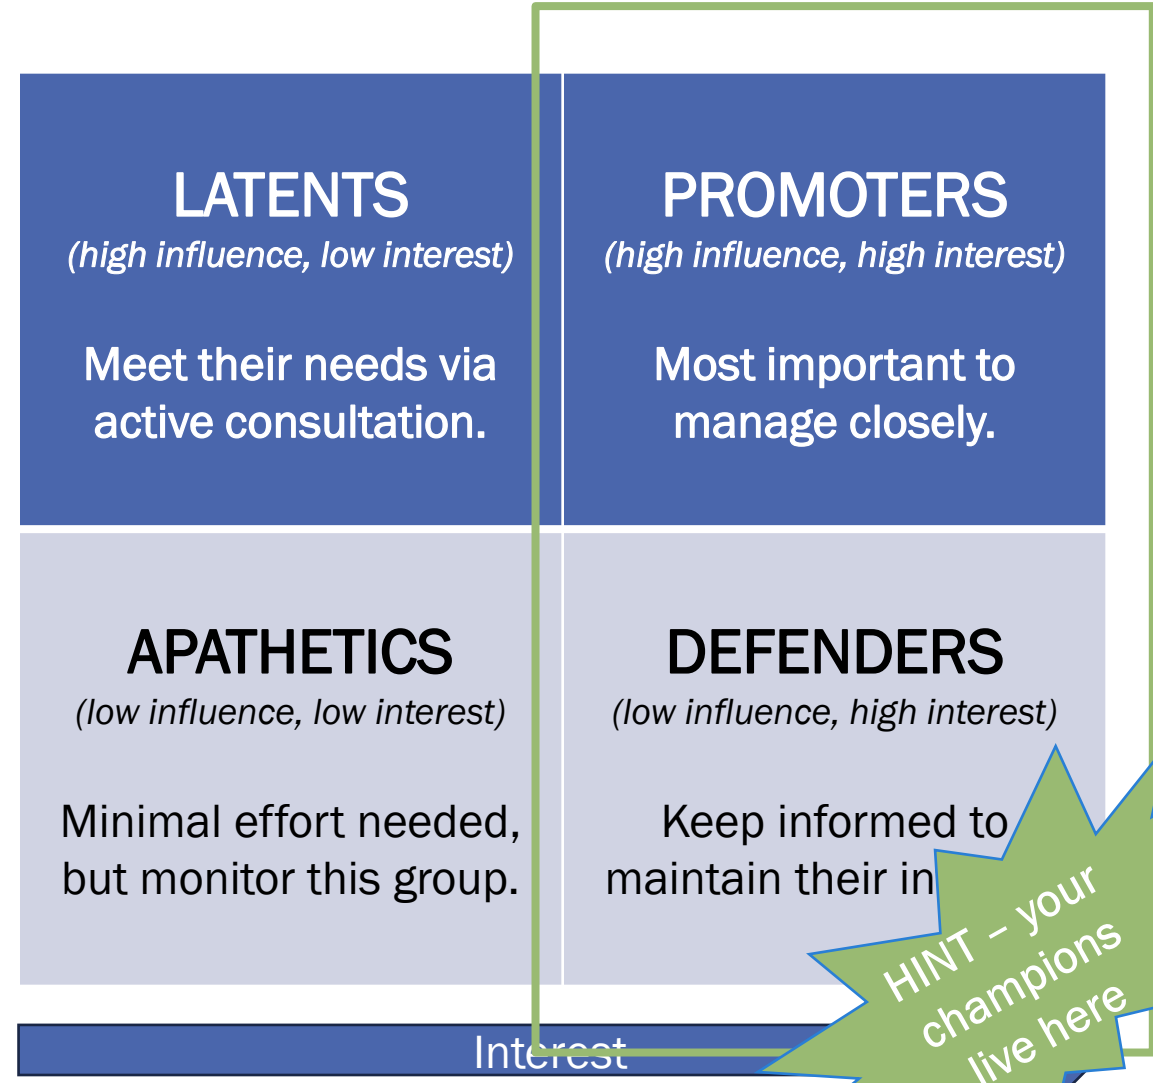 LATENTS
(high influence, low interest)
Meet their needs via
active consultation.
PROMOTERS
(high influence, high interest)
Most important to
manage closely.
APATHETICS
(low influence, low interest)
Minimal effort needed,
but monitor this group.
DEFENDERS
(low influence, high interest)
Keep informed to
maintain their
HINT – your
champions
live here
Interest